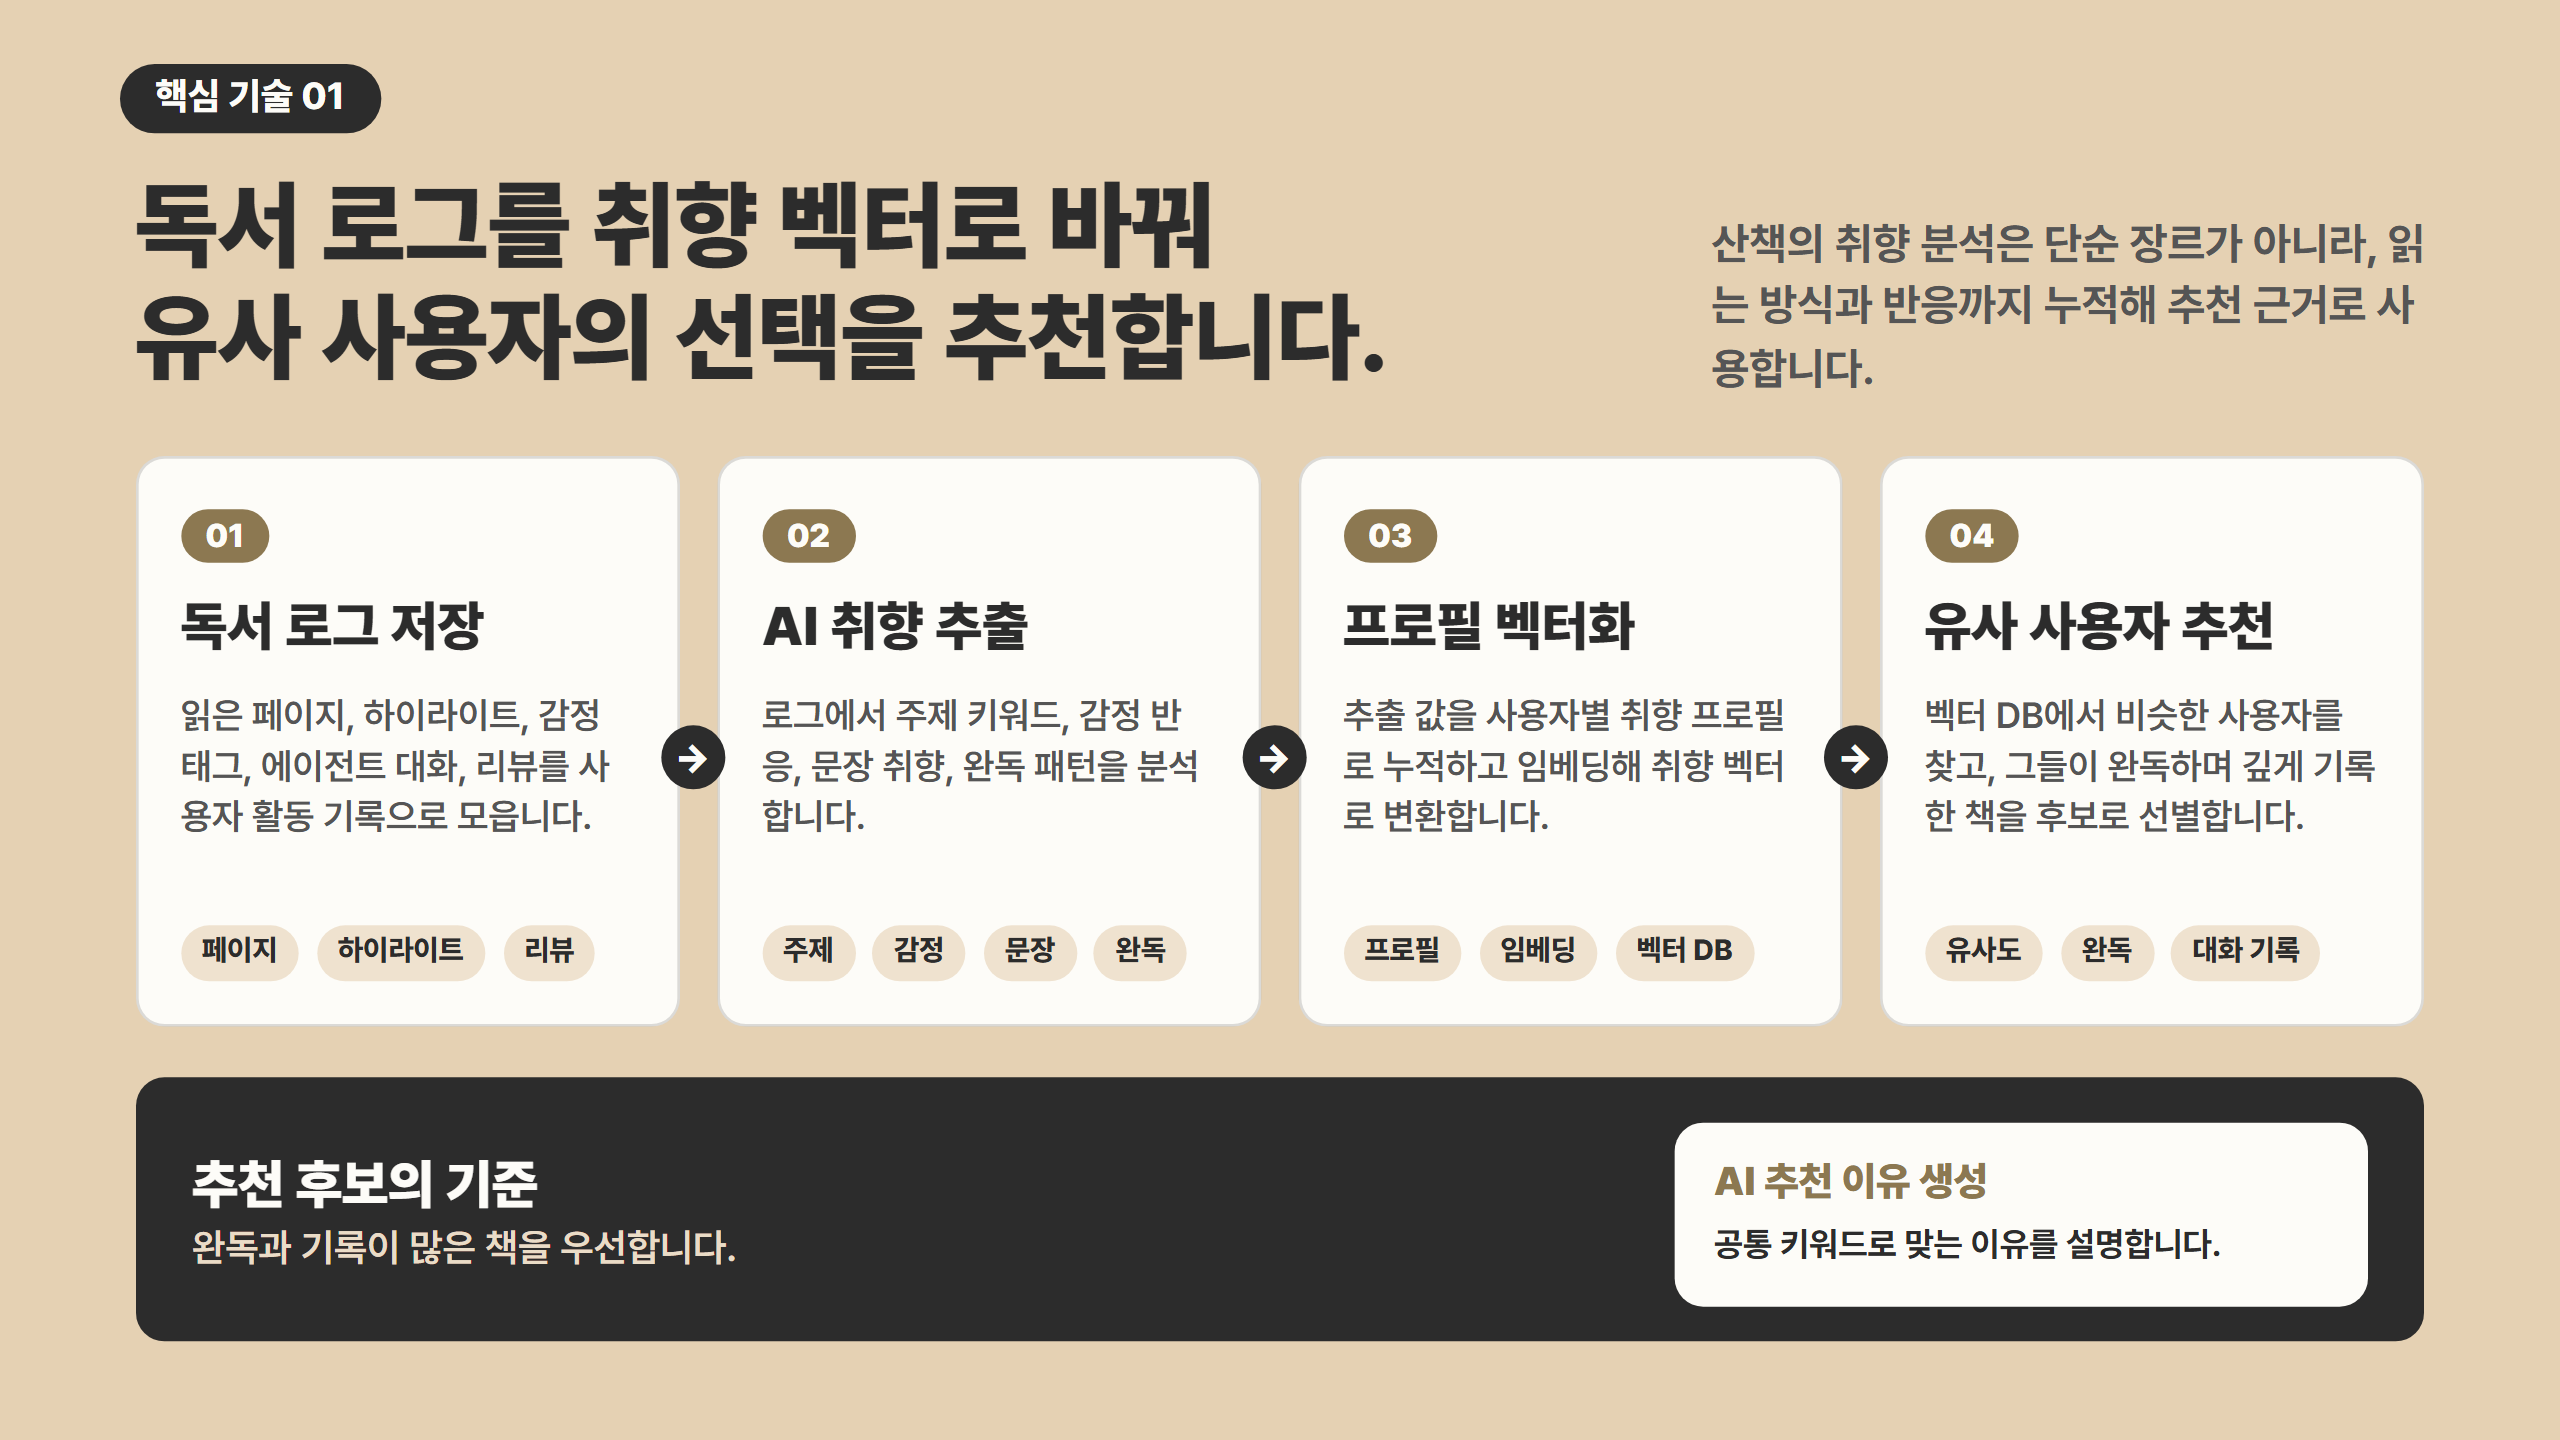 핵심 기술 01
독서 로그를 취향 벡터로 바꿔
유사 사용자의 선택을 추천합니다.
산책의 취향 분석은 단순 장르가 아니라, 읽
는 방식과 반응까지 누적해 추천 근거로 사
용합니다.
01
독서 로그 저장
읽은 페이지, 하이라이트, 감정
태그, 에이전트 대화, 리뷰를 사
용자 활동 기록으로 모읍니다.
페이지 하이라이트 리뷰
→
02
AI 취향 추출
로그에서 주제 키워드, 감정 반
응, 문장 취향, 완독 패턴을 분석
합니다.
주제 감정 문장 완독
→
03
프로필 벡터화
추출 값을 사용자별 취향 프로필
로 누적하고 임베딩해 취향 벡터
로 변환합니다.
프로필 임베딩 벡터 DB
→
04
유사 사용자 추천
벡터 DB에서 비슷한 사용자를
찾고, 그들이 완독하며 깊게 기록
한 책을 후보로 선별합니다.
유사도 완독 대화 기록
추천 후보의 기준
완독과 기록이 많은 책을 우선합니다.
AI 추천 이유 생성
공통 키워드로 맞는 이유를 설명합니다.